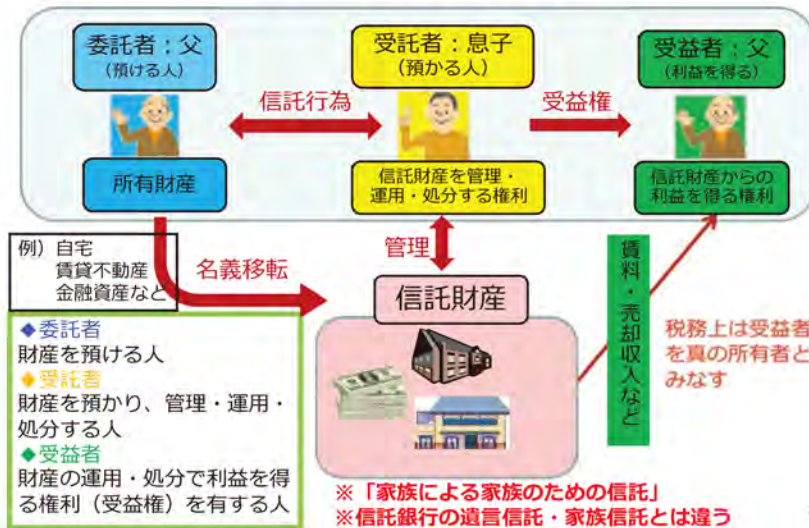 委託者：父
（預ける人）
受託者：息子
（預かる人）
受益者：父
（利益を得る）
信託行為
受益権
所有財産
信託財産を管理・
運用・処分する権利
信託財産からの
利益を得る権利
例）自宅
賃貸不動産
金融資産など
名義移転
管理
信託財産
賃料・売却収入など
税務上は受益者
を真の所有者と
みなす
◆委託者
財産を預ける人
◆受託者
財産を預かり、管理・運用・
処分する人
◆受益者
財産の運用・処分で利益を得
る権利（受益権）を有する人
※「家族による家族のための信託」
※信託銀行の遺言信託・家族信託とは違う